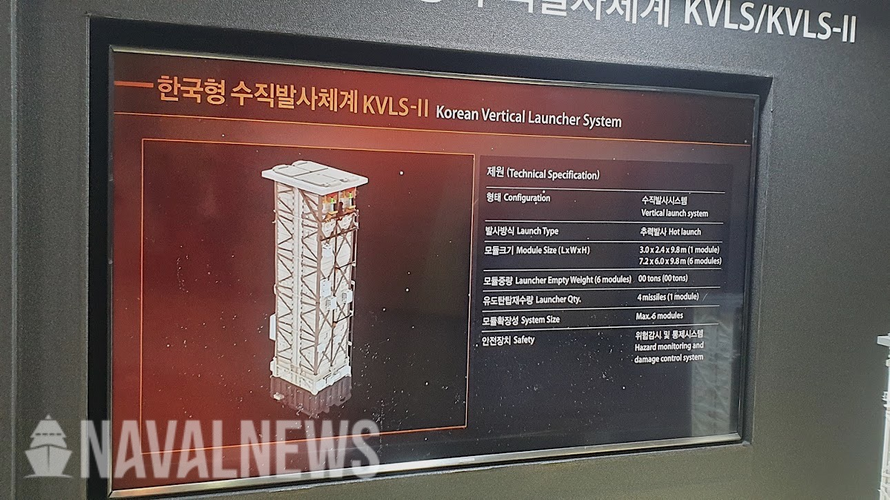 수직발사체계 KVLS/KVLS-II
한국형 수직발사체계 KVLS-II Korean Vertical Launcher System
제원 (Technical Specification)
형태 Configuration 수직발사시스템
Vertical launch system
발사방식 Launch Type 추력발사 Hot launch
모듈크기 Module Size (L x W x H) 3.0 x 2.4 x 9.8 m (1 module)
7.2 x 6.0 x 9.8 m (6 modules)
모듈중량 Launcher Empty Weight (6 modules) 00 tons (00 tons)
유도탄탑재수량 Launcher Qty. 4 missiles (1 module)
모듈확장성 System Size Max. 6 modules
안전장치 Safety 위험감시 및 통제시스템
Hazard monitoring and
damage control system
NAVALNEWS